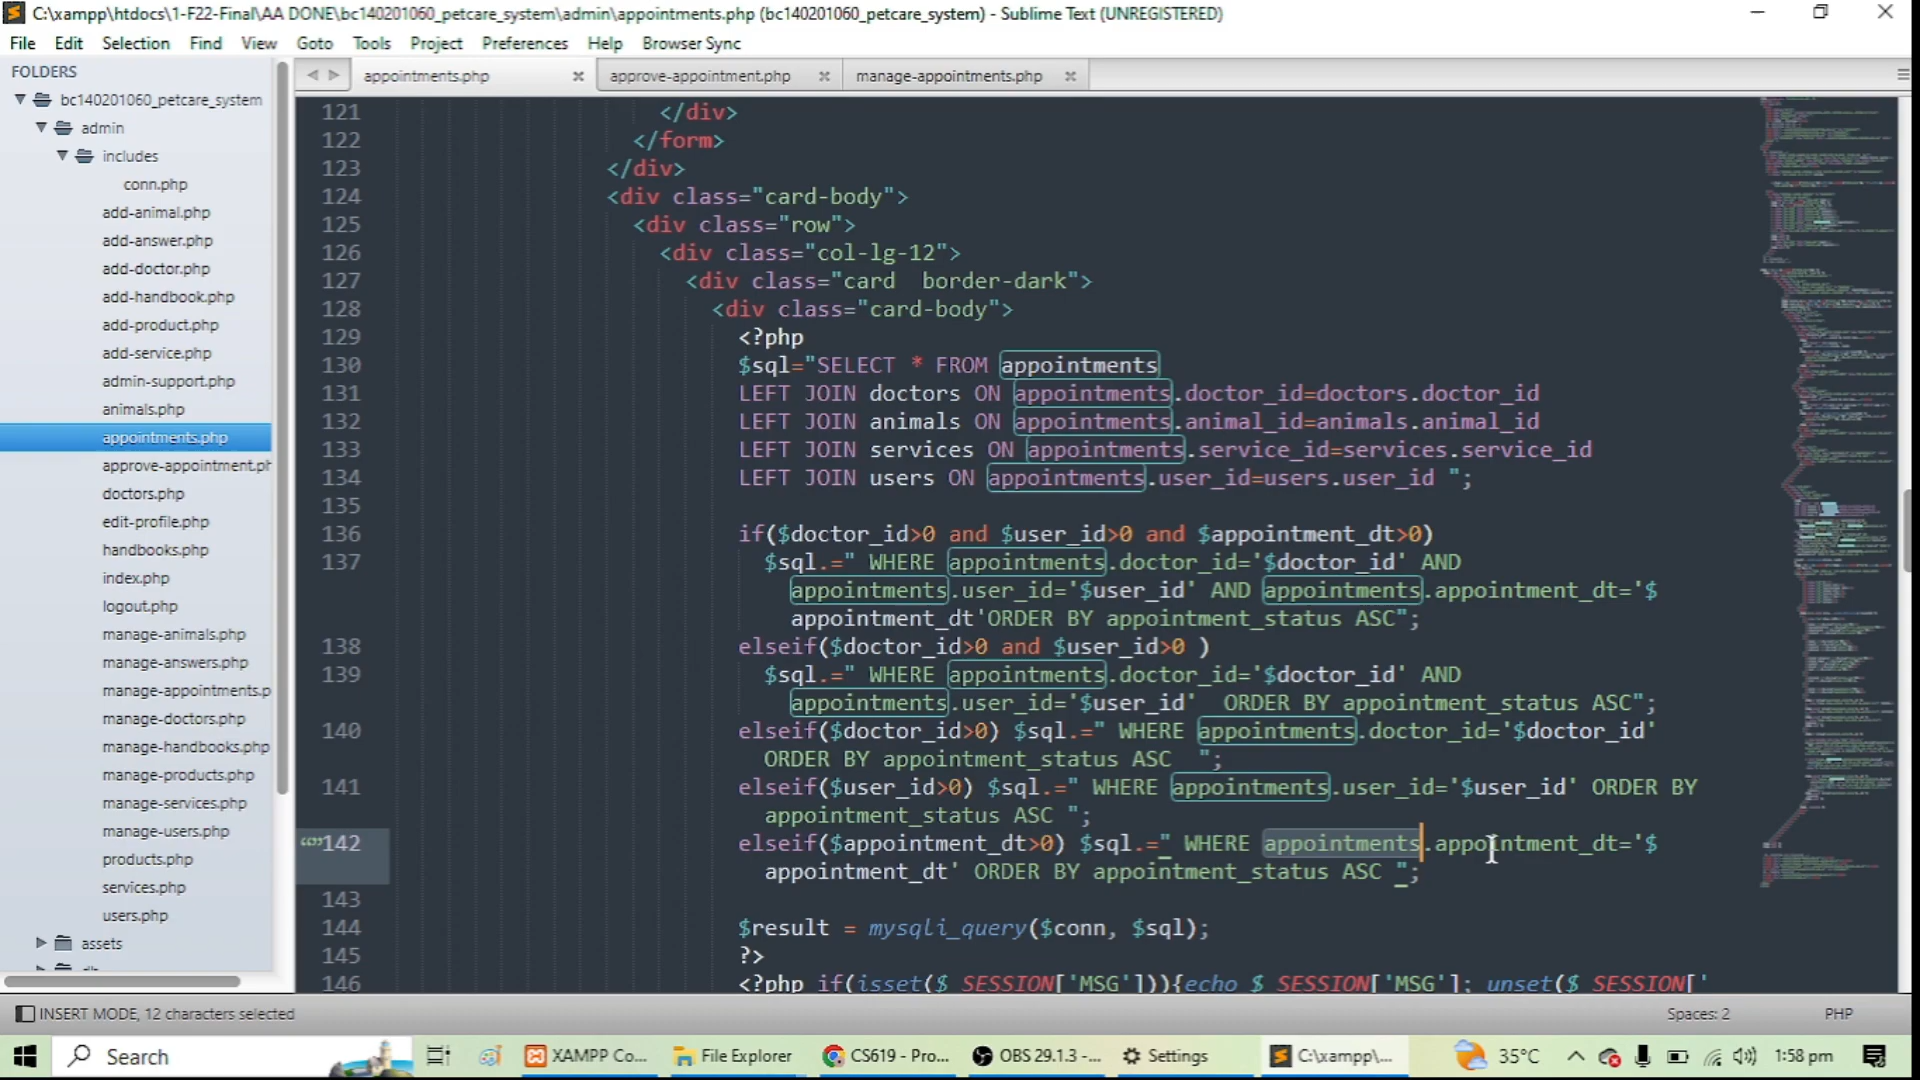 C:\xampp\htdocs\1-F22-Final\AA DONE\bc140201060_petcare_system\admin\appointments.php (bc140201060_petcare_system) - Sublime Text (UNREGISTERED)
File Edit Selection Find View Goto Tools Project Preferences Help Browser Sync
FOLDERS
bc140201060_petcare_system
admin
includes
conn.php
add-animal.php
add-answer.php
add-doctor.php
add-handbook.php
add-product.php
add-service.php
admin-support.php
animals.php
appointments.php
approve-appointment.ph
doctors.php
edit-profile.php
handbooks.php
index.php
logout.php
manage-animals.php
manage-answers.php
manage-appointments.p
manage-doctors.php
manage-handbooks.php
manage-products.php
manage-services.php
manage-users.php
products.php
services.php
users.php
assets
appointments.php approve-appointment.php manage-appointments.php
121 </div>
122 </form>
123 </div>
124 <div class="card-body">
125 <div class="row">
126 <div class="col-lg-12">
127 <div class="card  border-dark">
128 <div class="card-body">
129 <?php
130 $sql="SELECT * FROM appointments
131 LEFT JOIN doctors ON appointments.doctor_id=doctors.doctor_id
132 LEFT JOIN animals ON appointments.animal_id=animals.animal_id
133 LEFT JOIN services ON appointments.service_id=services.service_id
134 LEFT JOIN users ON appointments.user_id=users.user_id ";
135
136 if($doctor_id>0 and $user_id>0 and $appointment_dt>0)
137 $sql.=" WHERE appointments.doctor_id='$doctor_id' AND
appointments.user_id='$user_id' AND appointments.appointment_dt='$
appointment_dt'ORDER BY appointment_status ASC";
138 elseif($doctor_id>0 and $user_id>0 )
139 $sql.=" WHERE appointments.doctor_id='$doctor_id' AND
appointments.user_id='$user_id'  ORDER BY appointment_status ASC";
140 elseif($doctor_id>0) $sql.=" WHERE appointments.doctor_id='$doctor_id'
ORDER BY appointment_status ASC  ";
141 elseif($user_id>0) $sql.=" WHERE appointments.user_id='$user_id' ORDER BY
appointment_status ASC ";
142 elseif($appointment_dt>0) $sql.=" WHERE appointments.appointment_dt='$
appointment_dt' ORDER BY appointment_status ASC ";
143
144 $result = mysqli_query($conn, $sql);
145 ?>
146 <?php if(isset($_SESSION['MSG'])){echo $_SESSION['MSG']; unset($_SESSION['
INSERT MODE, 12 characters selected Spaces: 2 PHP
Search XAMPP Co... File Explorer CS619 - Pro... OBS 29.1.3 -... Settings C:\xampp\... 35°C 1:58 pm